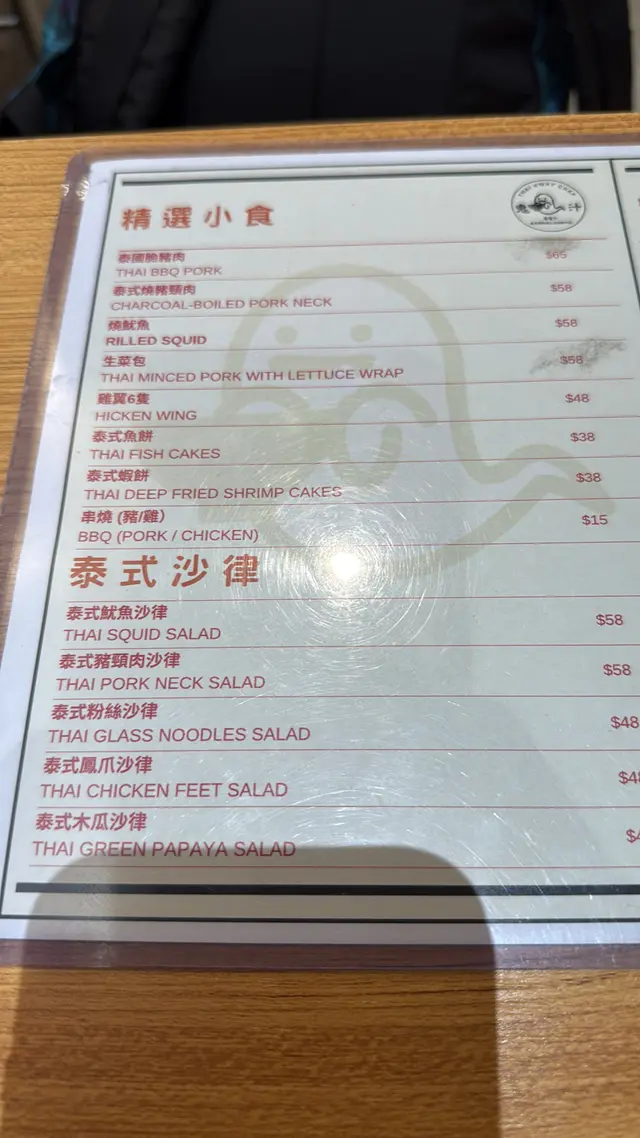 精選小食
泰國脆豬肉
THAI BBQ PORK
$65
泰式燒豬頸肉
CHARCOAL-BOILED PORK NECK
$58
燒魷魚
RILLED SQUID
$58
生菜包
THAI MINCED PORK WITH LETTUCE WRAP
$58
雞翼6隻
HICKEN WING
$48
泰式魚餅
THAI FISH CAKES
$38
泰式蝦餅
THAI DEEP FRIED SHRIMP CAKES
$38
串燒 (豬/雞)
BBQ (PORK / CHICKEN)
$15
泰式沙律
泰式魷魚沙律
THAI SQUID SALAD
$58
泰式豬頸肉沙律
THAI PORK NECK SALAD
$58
泰式粉絲沙律
THAI GLASS NOODLES SALAD
$48
泰式鳳爪沙律
THAI CHICKEN FEET SALAD
泰式木瓜沙律
THAI GREEN PAPAYA SALAD